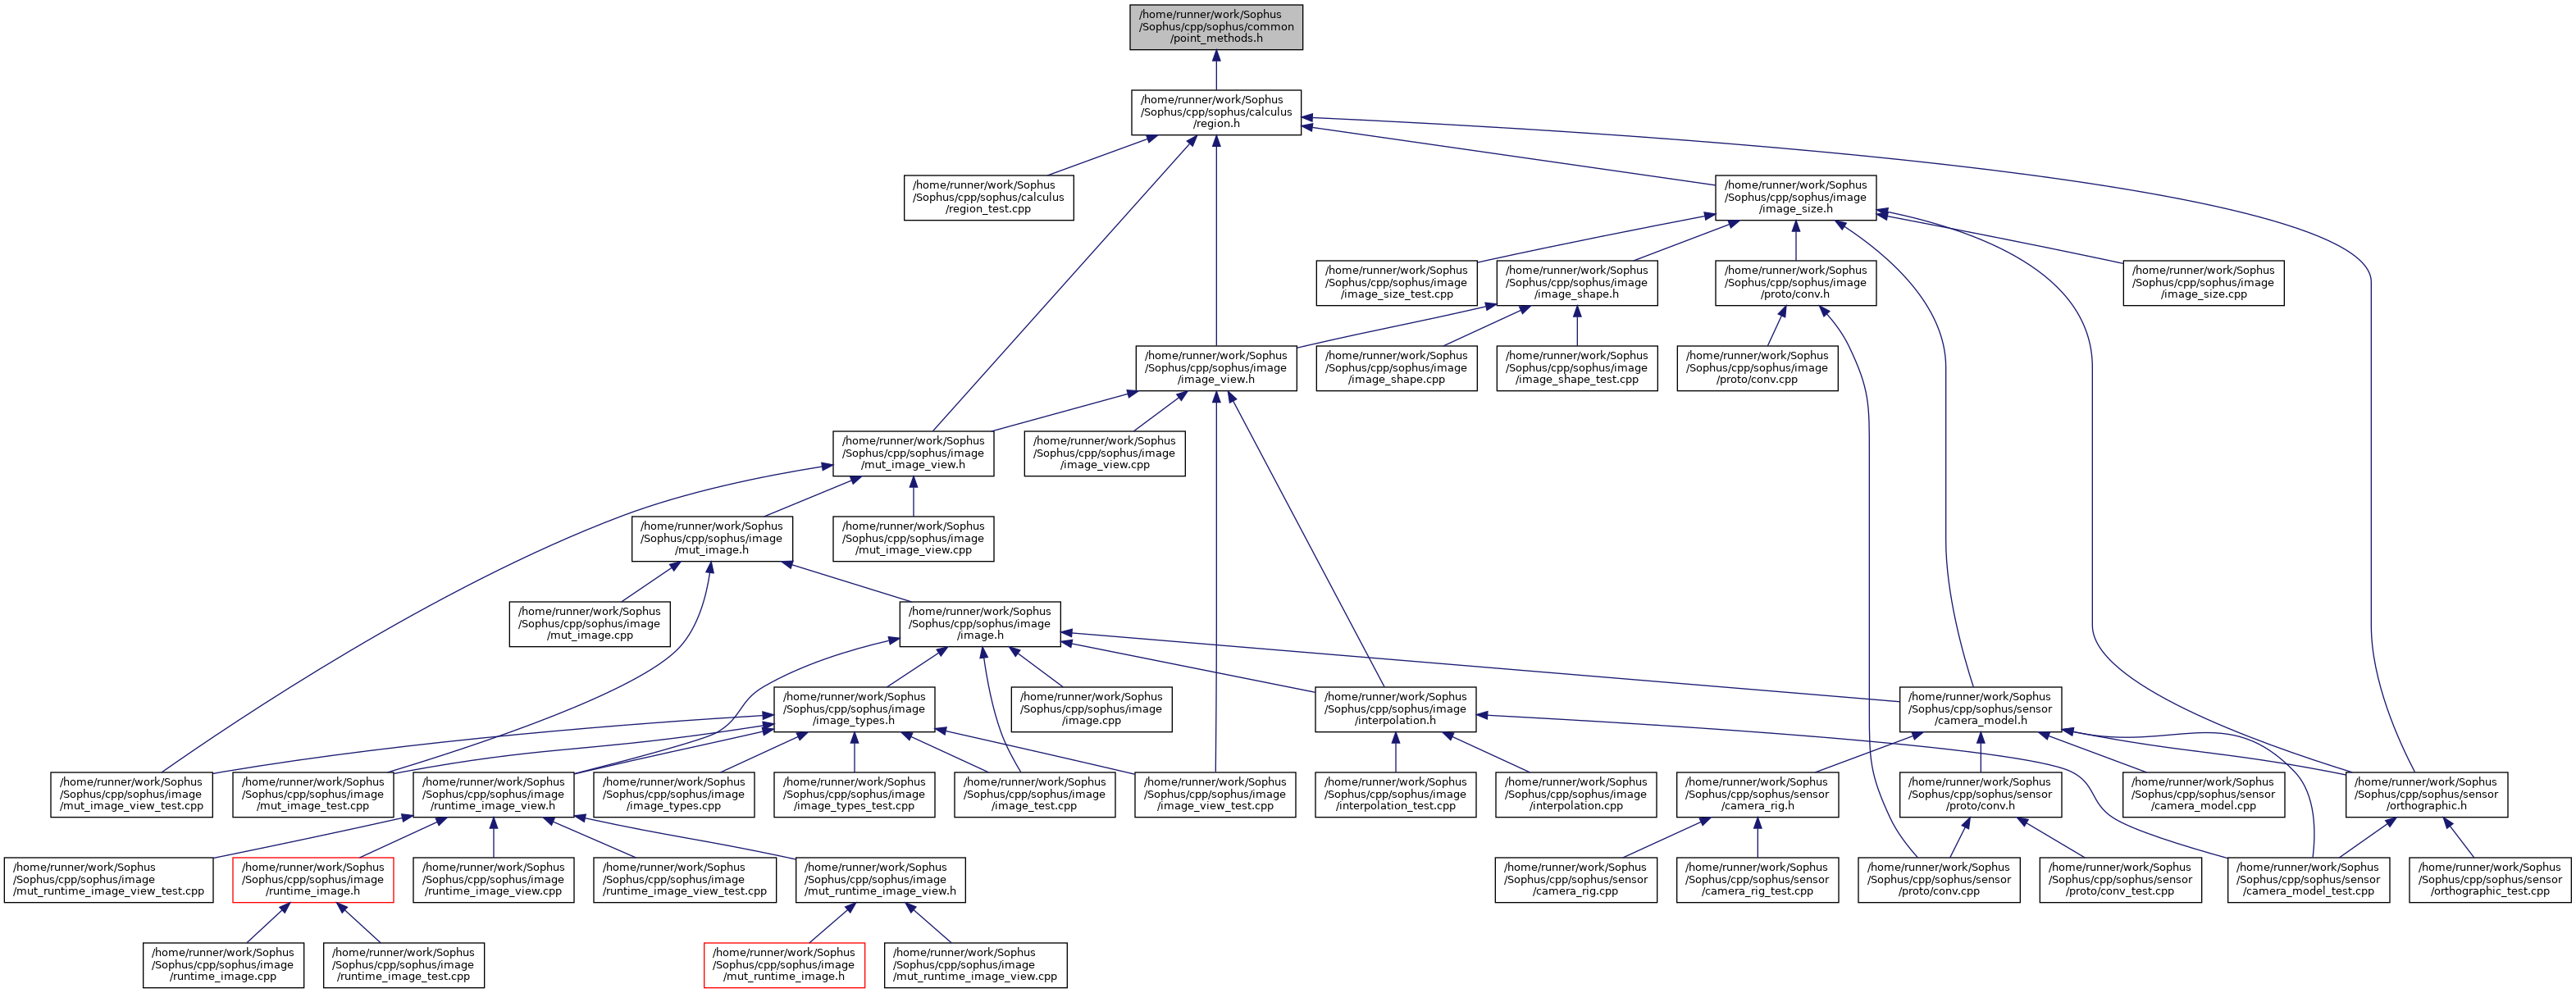 /home/runner/work/Sophus
/Sophus/cpp/sophus/common
/point_methods.h
/home/runner/work/Sophus
/Sophus/cpp/sophus/calculus
/region.h
/home/runner/work/Sophus
/Sophus/cpp/sophus/calculus
/region_test.cpp
/home/runner/work/Sophus
/Sophus/cpp/sophus/image
/image_size.h
/home/runner/work/Sophus
/Sophus/cpp/sophus/image
/image_size_test.cpp
/home/runner/work/Sophus
/Sophus/cpp/sophus/image
/image_shape.h
/home/runner/work/Sophus
/Sophus/cpp/sophus/image
/proto/conv.h
/home/runner/work/Sophus
/Sophus/cpp/sophus/image
/image_size.cpp
/home/runner/work/Sophus
/Sophus/cpp/sophus/image
/image_view.h
/home/runner/work/Sophus
/Sophus/cpp/sophus/image
/image_shape.cpp
/home/runner/work/Sophus
/Sophus/cpp/sophus/image
/image_shape_test.cpp
/home/runner/work/Sophus
/Sophus/cpp/sophus/image
/proto/conv.cpp
/home/runner/work/Sophus
/Sophus/cpp/sophus/image
/mut_image_view.h
/home/runner/work/Sophus
/Sophus/cpp/sophus/image
/image_view.cpp
/home/runner/work/Sophus
/Sophus/cpp/sophus/image
/mut_image.h
/home/runner/work/Sophus
/Sophus/cpp/sophus/image
/mut_image_view.cpp
/home/runner/work/Sophus
/Sophus/cpp/sophus/image
/mut_image.cpp
/home/runner/work/Sophus
/Sophus/cpp/sophus/image
/image.h
/home/runner/work/Sophus
/Sophus/cpp/sophus/image
/image_types.h
/home/runner/work/Sophus
/Sophus/cpp/sophus/image
/image.cpp
/home/runner/work/Sophus
/Sophus/cpp/sophus/image
/interpolation.h
/home/runner/work/Sophus
/Sophus/cpp/sophus/sensor
/camera_model.h
/home/runner/work/Sophus
/Sophus/cpp/sophus/image
/mut_image_view_test.cpp
/home/runner/work/Sophus
/Sophus/cpp/sophus/image
/mut_image_test.cpp
/home/runner/work/Sophus
/Sophus/cpp/sophus/image
/runtime_image_view.h
/home/runner/work/Sophus
/Sophus/cpp/sophus/image
/image_types.cpp
/home/runner/work/Sophus
/Sophus/cpp/sophus/image
/image_types_test.cpp
/home/runner/work/Sophus
/Sophus/cpp/sophus/image
/image_test.cpp
/home/runner/work/Sophus
/Sophus/cpp/sophus/image
/image_view_test.cpp
/home/runner/work/Sophus
/Sophus/cpp/sophus/image
/interpolation_test.cpp
/home/runner/work/Sophus
/Sophus/cpp/sophus/image
/interpolation.cpp
/home/runner/work/Sophus
/Sophus/cpp/sophus/sensor
/camera_rig.h
/home/runner/work/Sophus
/Sophus/cpp/sophus/sensor
/proto/conv.h
/home/runner/work/Sophus
/Sophus/cpp/sophus/sensor
/camera_model.cpp
/home/runner/work/Sophus
/Sophus/cpp/sophus/sensor
/orthographic.h
/home/runner/work/Sophus
/Sophus/cpp/sophus/image
/mut_runtime_image_view_test.cpp
/home/runner/work/Sophus
/Sophus/cpp/sophus/image
/runtime_image.h
/home/runner/work/Sophus
/Sophus/cpp/sophus/image
/runtime_image_view.cpp
/home/runner/work/Sophus
/Sophus/cpp/sophus/image
/runtime_image_view_test.cpp
/home/runner/work/Sophus
/Sophus/cpp/sophus/image
/mut_runtime_image_view.h
/home/runner/work/Sophus
/Sophus/cpp/sophus/sensor
/camera_rig.cpp
/home/runner/work/Sophus
/Sophus/cpp/sophus/sensor
/camera_rig_test.cpp
/home/runner/work/Sophus
/Sophus/cpp/sophus/sensor
/proto/conv.cpp
/home/runner/work/Sophus
/Sophus/cpp/sophus/sensor
/proto/conv_test.cpp
/home/runner/work/Sophus
/Sophus/cpp/sophus/sensor
/camera_model_test.cpp
/home/runner/work/Sophus
/Sophus/cpp/sophus/sensor
/orthographic_test.cpp
/home/runner/work/Sophus
/Sophus/cpp/sophus/image
/runtime_image.cpp
/home/runner/work/Sophus
/Sophus/cpp/sophus/image
/runtime_image_test.cpp
/home/runner/work/Sophus
/Sophus/cpp/sophus/image
/mut_runtime_image.h
/home/runner/work/Sophus
/Sophus/cpp/sophus/image
/mut_runtime_image_view.cpp